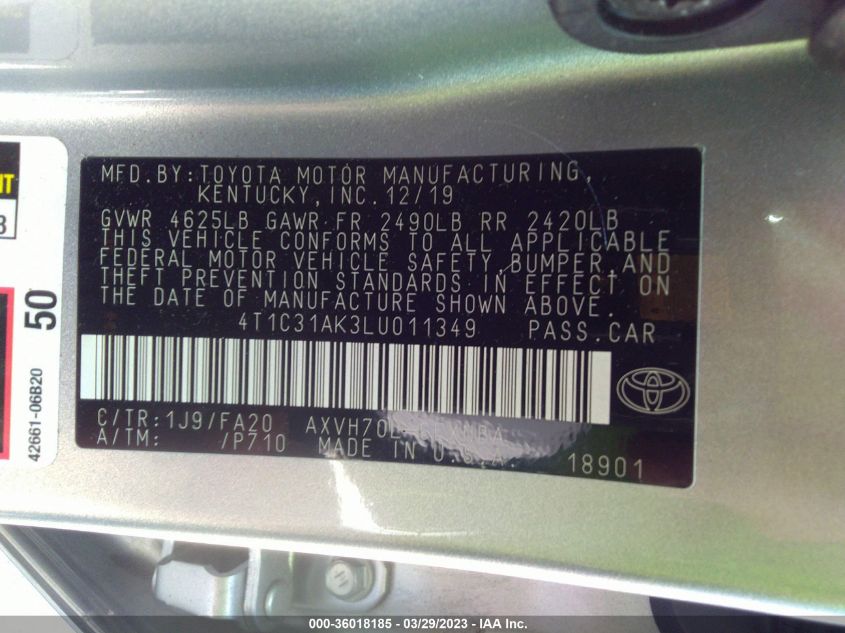 MFD.BY:TOYOTA MOTOR MANUFACTURING,
KENTUCKY,INC.12/19
GVWR 4625LB GAWR FR 2490LB RR 2420LB
THIS VEHICLE CONFORMS TO ALL APPLICABLE
FEDERAL MOTOR VEHICLE SAFETY,BUMPER,AND
THEFT PREVENTION STANDARDS IN EFFECT ON
THE DATE OF MANUFACTURE SHOWN ABOVE.
4T1C31AK3LU011349 PASS.CAR
C/TR:1J9/FA20
A/TM: /P710 MADE IN U.S.A. 18901
50
42661-06B20
000-36018185 - 03/29/2023 - IAA Inc.